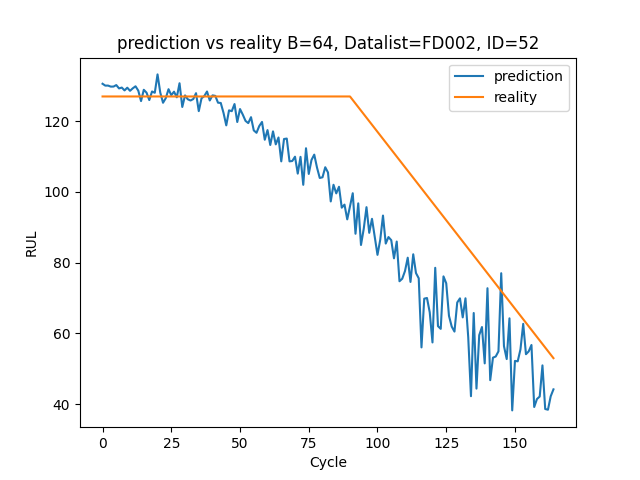 prediction vs reality B=64, Datalist=FD002, ID=52
prediction
reality
120
100
80
60
40
RUL
0 25 50 75 100 125 150
Cycle